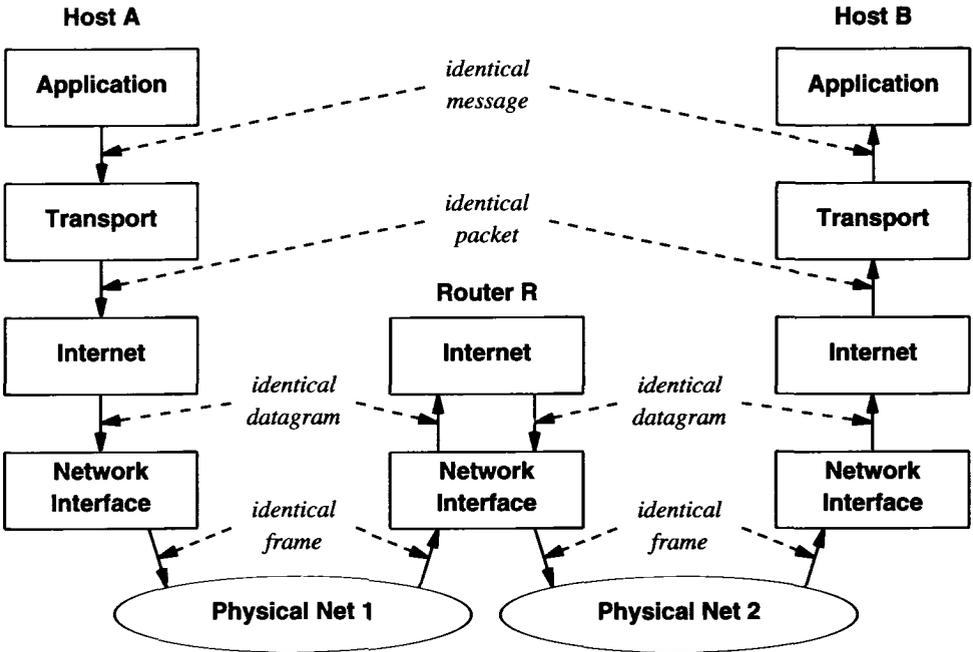 Host A
Host B
Application
identical
message
Application
Transport
identical
packet
Transport
Router R
Internet
Internet
Internet
identical
datagram
identical
datagram
Network
Interface
Network
Interface
Network
Interface
identical
frame
identical
frame
Physical Net 1
Physical Net 2